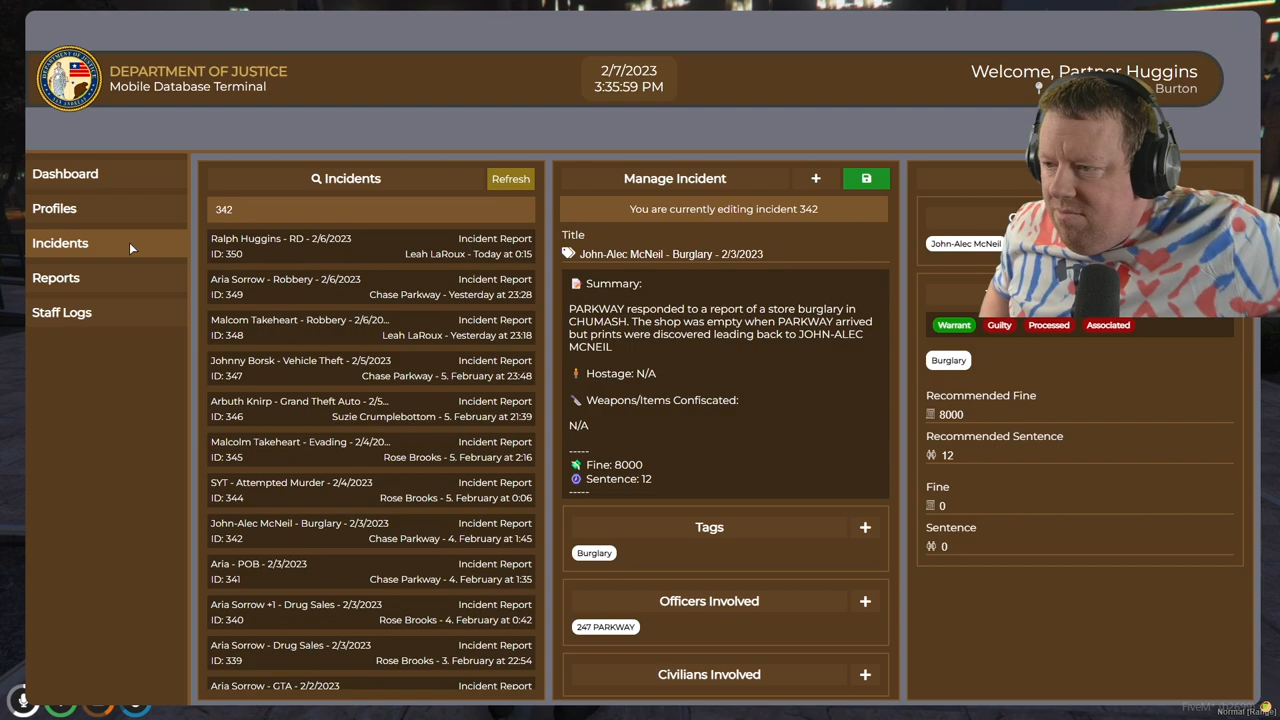 DEPARTMENT OF JUSTICE
Mobile Database Terminal
2/7/2023
3:35:59 PM
Welcome, Partner Huggins
Burton
Dashboard
Profiles
Incidents
Reports
Staff Logs
Incidents
Refresh
342
Ralph Huggins - RD - 2/6/2023 Incident Report
ID: 350 Leah LaRoux - Today at 0:15
Aria Sorrow - Robbery - 2/6/2023 Incident Report
ID: 349 Chase Parkway - Yesterday at 23:28
Malcom Takeheart - Robbery - 2/6/20... Incident Report
ID: 348 Leah LaRoux - Yesterday at 23:18
Johnny Borsk - Vehicle Theft - 2/5/2023 Incident Report
ID: 347 Chase Parkway - 5. February at 23:48
Arbuth Knirp - Grand Theft Auto - 2/5... Incident Report
ID: 346 Suzie Crumplebottom - 5. February at 21:39
Malcolm Takeheart - Evading - 2/4/20... Incident Report
ID: 345 Rose Brooks - 5. February at 2:16
SYT - Attempted Murder - 2/4/2023 Incident Report
ID: 344 Rose Brooks - 5. February at 0:06
John-Alec McNeil - Burglary - 2/3/2023 Incident Report
ID: 342 Chase Parkway - 4. February at 1:45
Aria - POB - 2/3/2023 Incident Report
ID: 341 Chase Parkway - 4. February at 1:35
Aria Sorrow +1 - Drug Sales - 2/3/2023 Incident Report
ID: 340 Rose Brooks - 4. February at 0:42
Aria Sorrow - Drug Sales - 2/3/2023 Incident Report
ID: 339 Rose Brooks - 3. February at 22:54
Aria Sorrow - GTA - 2/2/2023 Incident Report
Manage Incident +
You are currently editing incident 342
Title
John-Alec McNeil - Burglary - 2/3/2023
Summary:
PARKWAY responded to a report of a store burglary in
CHUMASH. The shop was empty when PARKWAY arrived
but prints were discovered leading back to JOHN-ALEC
MCNEIL
Hostage: N/A
Weapons/Items Confiscated:
N/A
-----
Fine: 8000
Sentence: 12
-----
Tags +
Burglary
Officers Involved +
247 PARKWAY
Civilians Involved +
John-Alec McNeil
Warrant Guilty Processed Associated
Burglary
Recommended Fine
8000
Recommended Sentence
12
Fine
0
Sentence
0
Normal [Range]